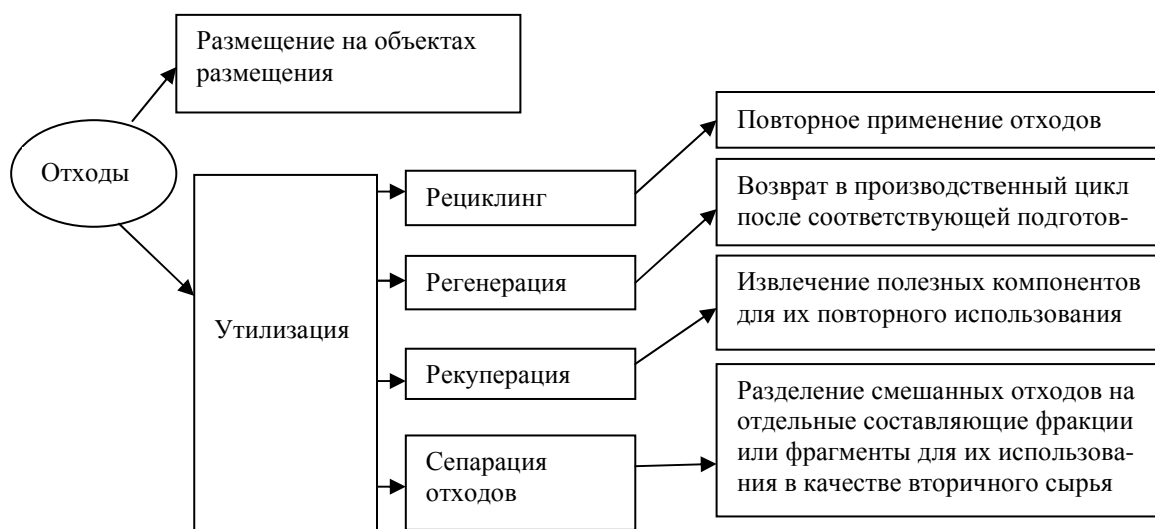 Размещение на объектах
размещения
Отходы
Утилизация
Рециклинг
Регенерация
Рекуперация
Сепарация
отходов
Повторное применение отходов
Возврат в производственный цикл
после соответствующей подготов-
Извлечение полезных компонентов
для их повторного использования
Разделение смешанных отходов на
отдельные составляющие фракции
или фрагменты для их использова-
ния в качестве вторичного сырья